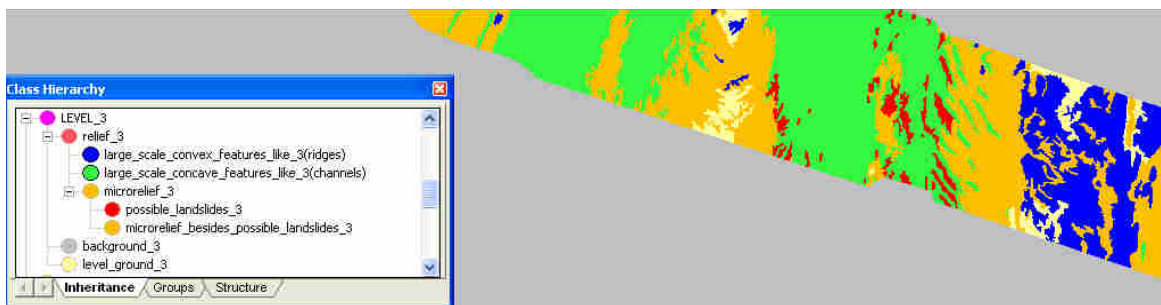 Class Hierarchy
LEVEL_3
relief_3
large_scale_convex_features_like_3(ridges)
large_scale_concave_features_like_3(channels)
microrelief_3
possible_landslides_3
microrelief_besides_possible_landslides_3
background_3
level_ground_3
Inheritance Groups Structure